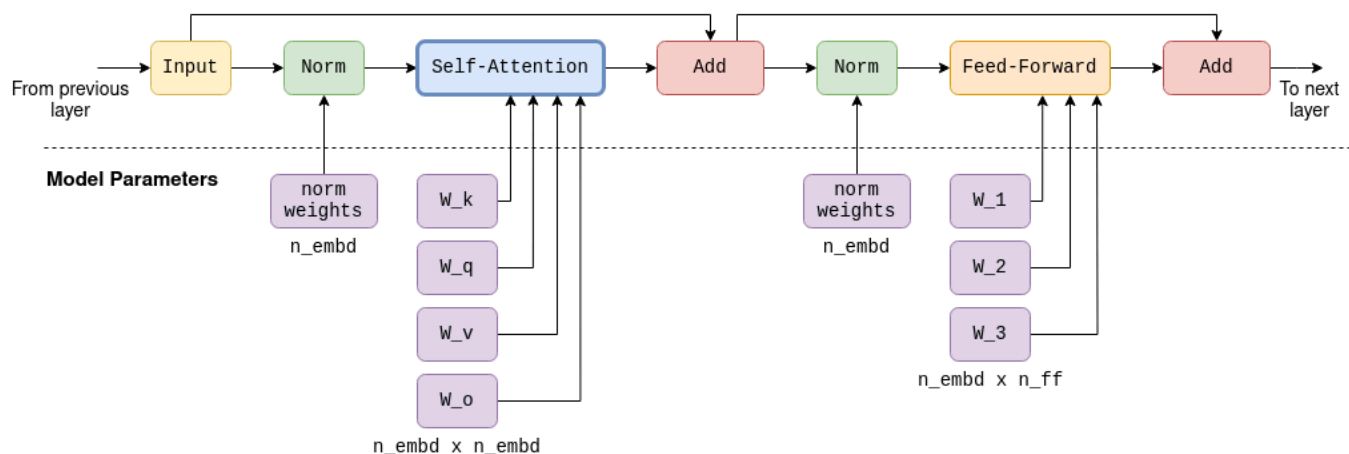 Input
Norm
Self-Attention
Add
Norm
Feed-Forward
Add
From previous
layer
To next
layer
Model Parameters
norm
weights
n_embd
W_k
W_q
W_v
W_o
n_embd x n_embd
norm
weights
n_embd
W_1
W_2
W_3
n_embd x n_ff